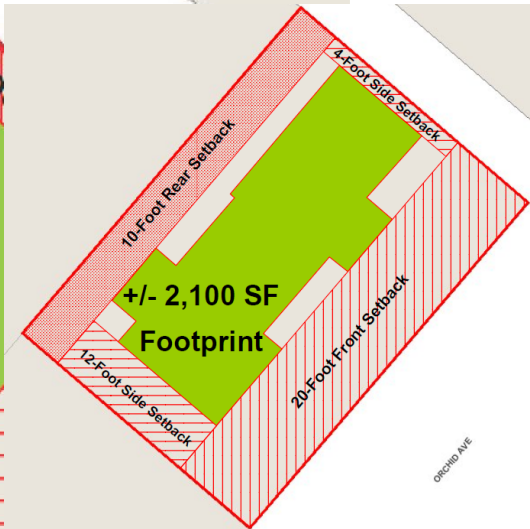 4-Foot Side Setback
10-Foot Rear Setback
+/- 2,100 SF
Footprint
12-Foot Side Setback
20-Foot Front Setback
ORCHID AVE